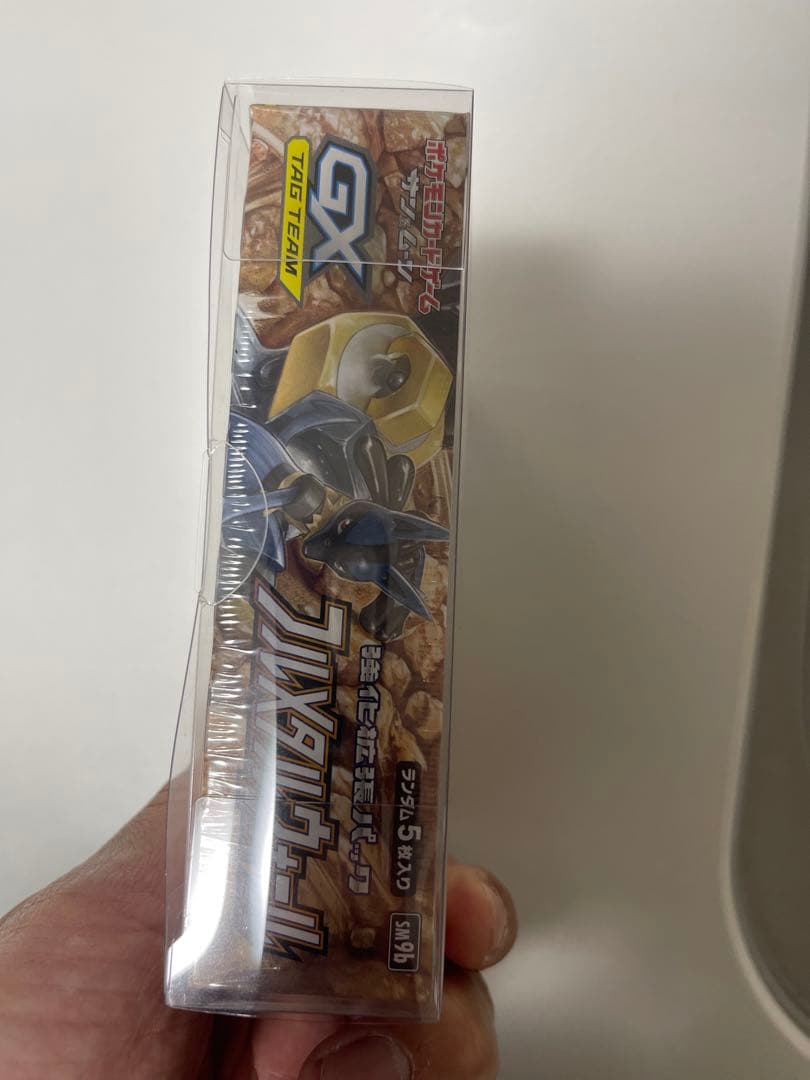 ポケモンカードゲーム
サン&ムーン
GX
TAG TEAM
強化拡張パック
フルメタルウォール
ランダム5枚入り
SM9b